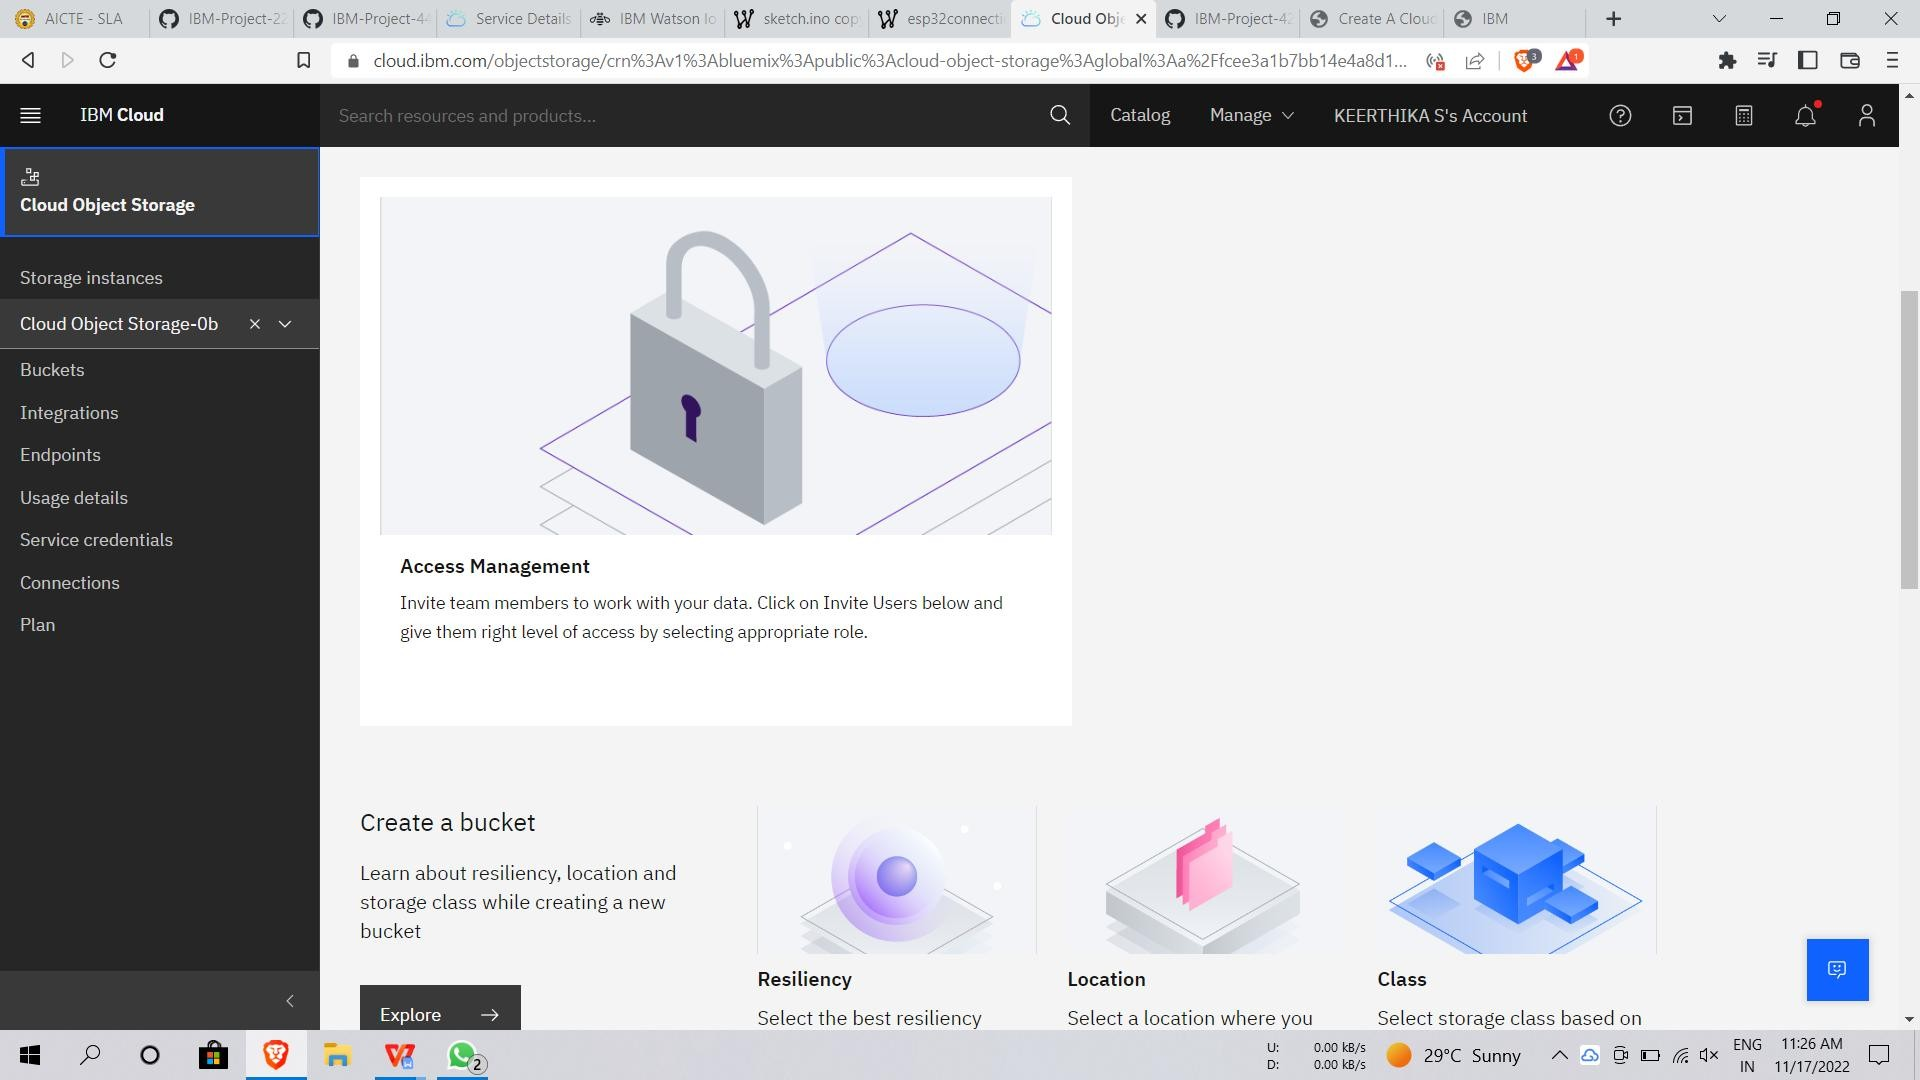 AICTE - SLA
IBM-Project-22
IBM-Project-44
Service Details
IBM Watson Io
sketch.ino copy
esp32connecti
Cloud Obje
IBM-Project-42
Create A Cloud
IBM
cloud.ibm.com/objectstorage/crn%3Av1%3Abluemix%3Apublic%3Acloud-object-storage%3Aglobal%3Aa%2Ffcee3a1b7bb14e4a8d1...
3
1
IBM Cloud
Search resources and products...
Catalog
Manage
KEERTHIKA S's Account
Cloud Object Storage
Storage instances
Cloud Object Storage-0b
Buckets
Integrations
Endpoints
Usage details
Service credentials
Connections
Plan
Access Management
Invite team members to work with your data. Click on Invite Users below and
give them right level of access by selecting appropriate role.
Create a bucket
Learn about resiliency, location and
storage class while creating a new
bucket
Explore
Resiliency
Select the best resiliency
Location
Select a location where you
Class
Select storage class based on
2
U: 0.00 kB/s
D: 0.00 kB/s
29°C Sunny
ENG
IN
11:26 AM
11/17/2022